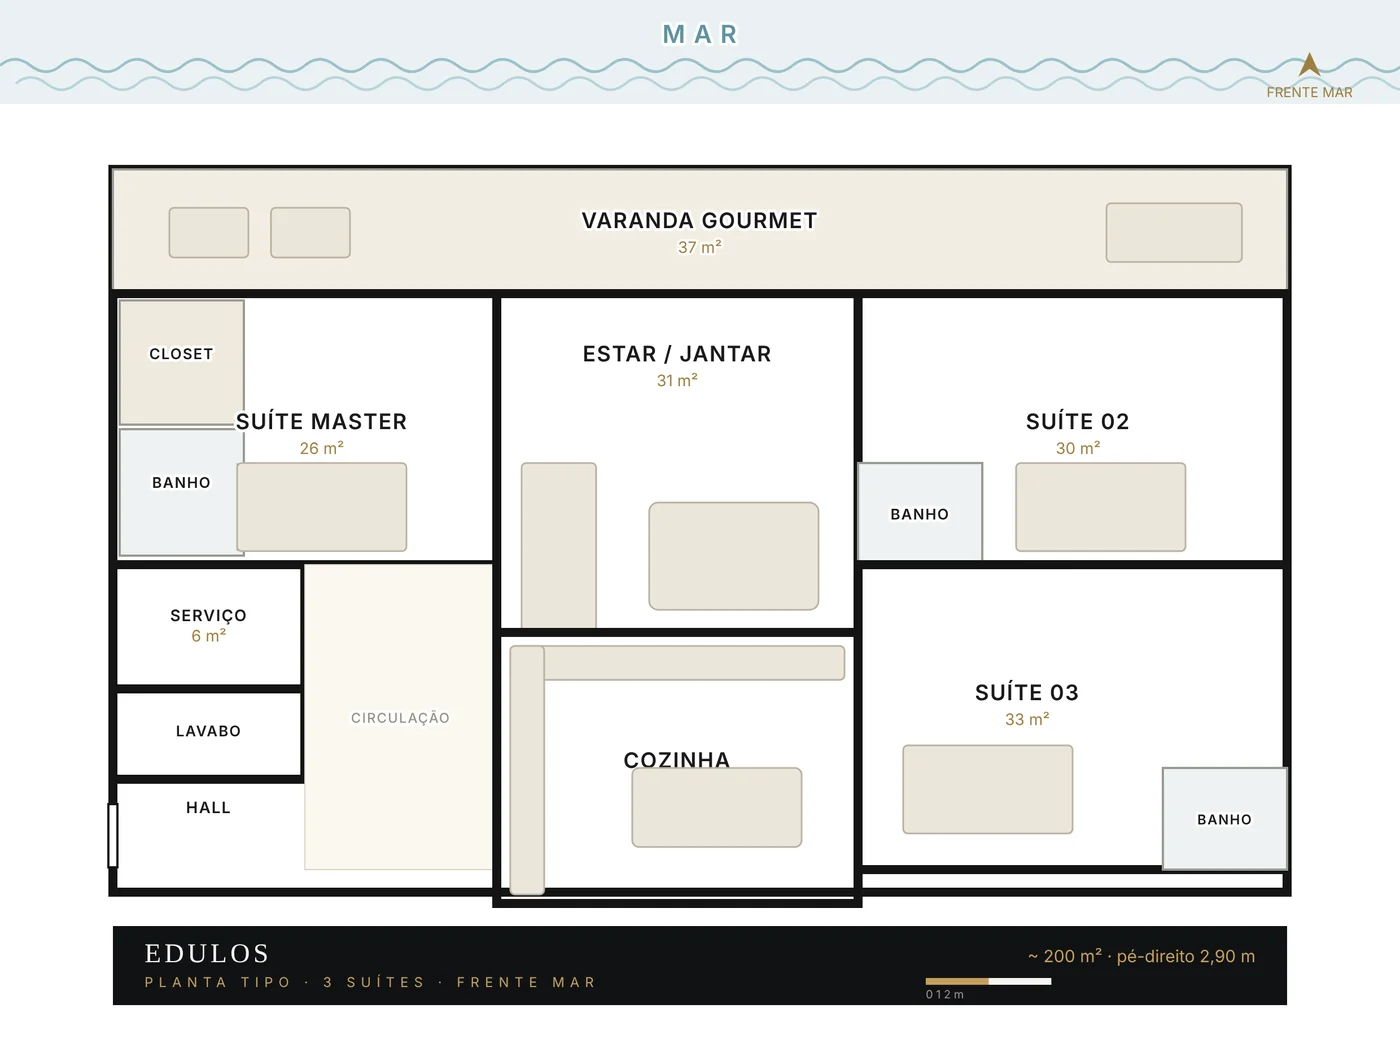 MAR
FRENTE MAR
VARANDA GOURMET
37 m²
CLOSET
ESTAR / JANTAR
31 m²
SUÍTE MASTER
26 m²
SUÍTE 02
30 m²
BANHO
BANHO
SERVIÇO
6 m²
SUÍTE 03
33 m²
CIRCULAÇÃO
LAVABO
COZINHA
HALL
BANHO
EDULOS
~ 200 m² · pé-direito 2,90 m
PLANTA TIPO · 3 SUÍTES · FRENTE MAR
0 1 2 m